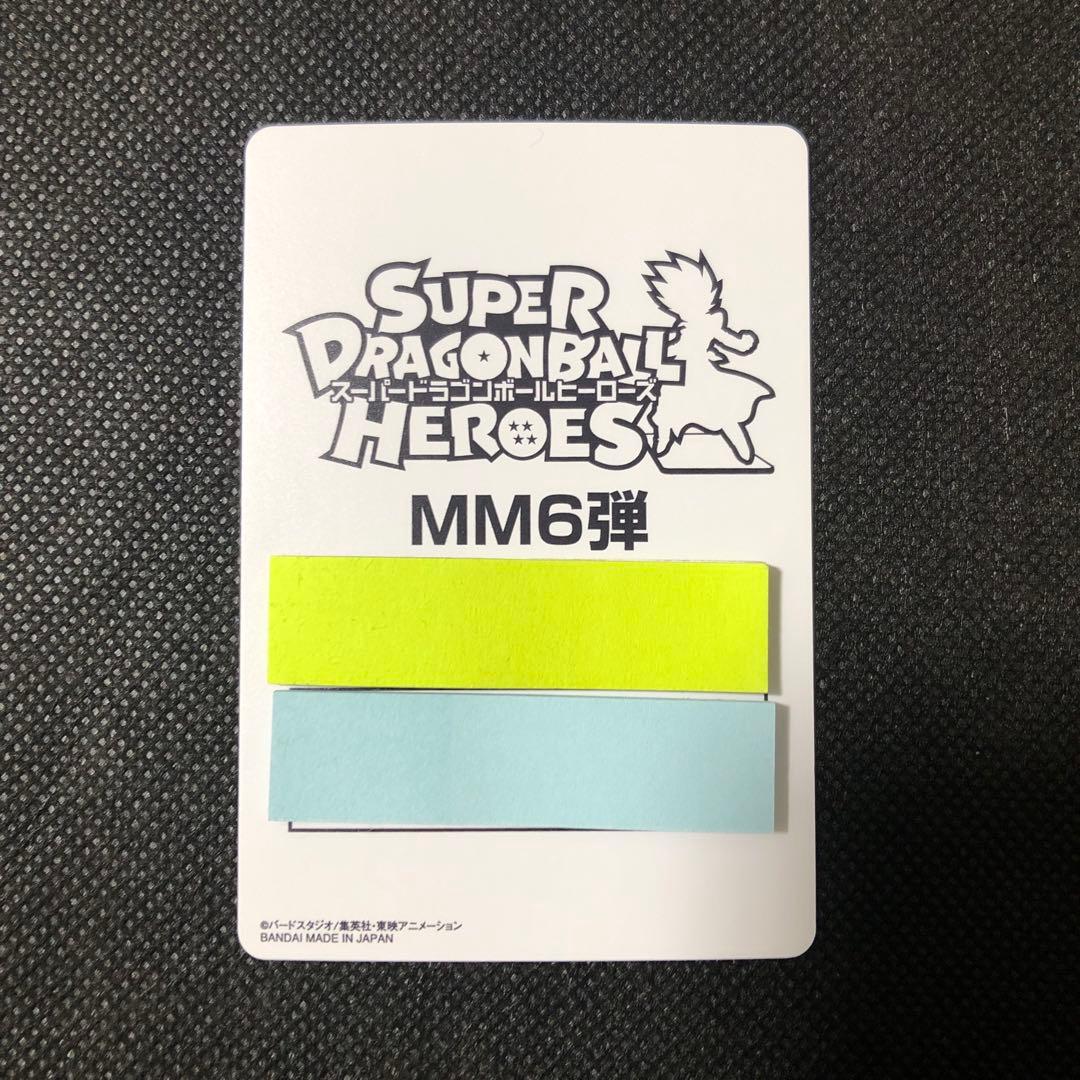 SUPER
DRAGONBALL
スーパードラゴンボールヒーローズ
HEROES
MM6弾
©バードスタジオ/集英社・東映アニメーション
BANDAI MADE IN JAPAN